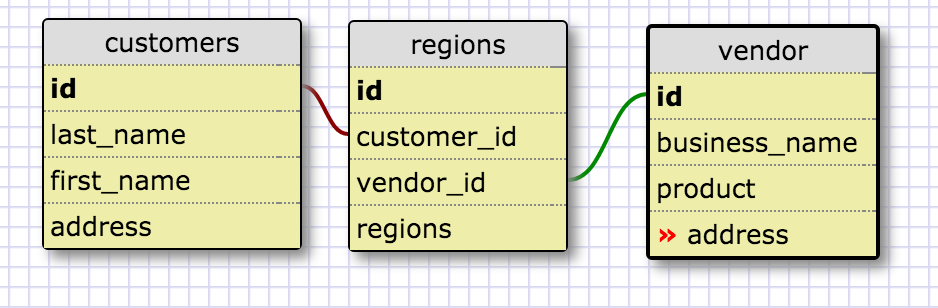 customers
id
last_name
first_name
address
regions
id
customer_id
vendor_id
regions
vendor
id
business_name
product
» address